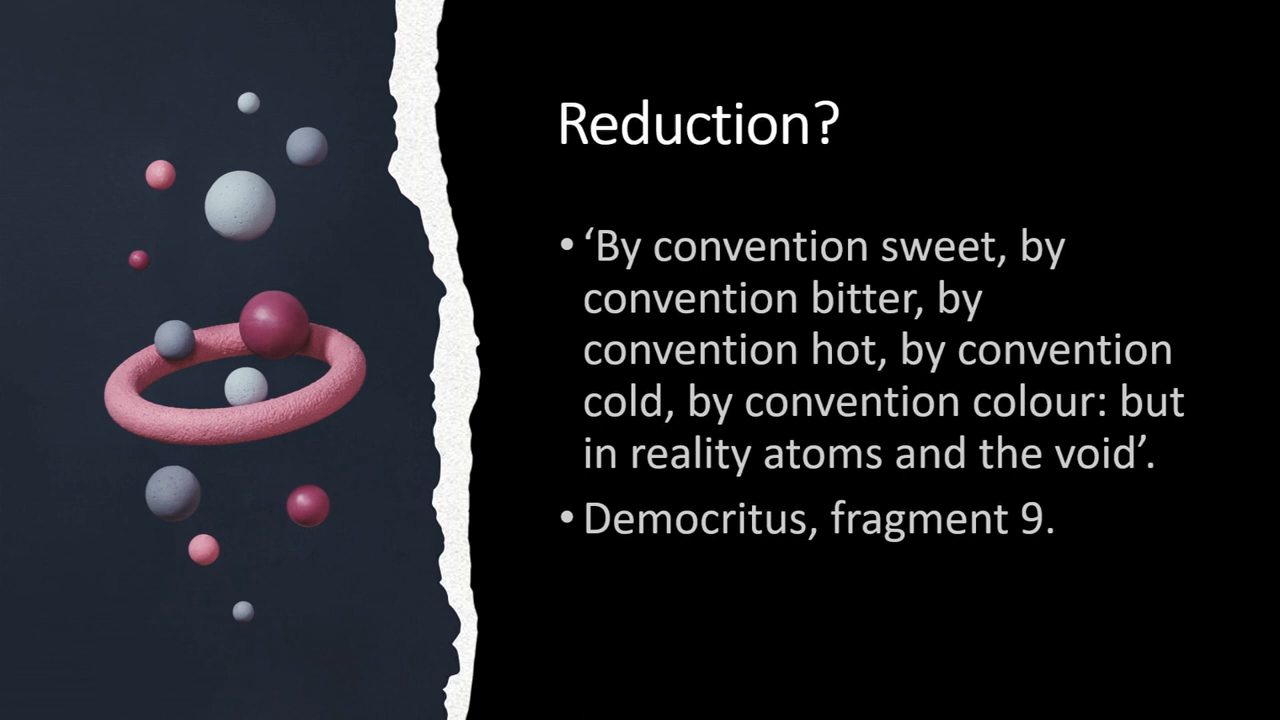 Reduction?
• ‘By convention sweet, by
convention bitter, by
convention hot, by convention
cold, by convention colour: but
in reality atoms and the void’.
• Democritus, fragment 9.